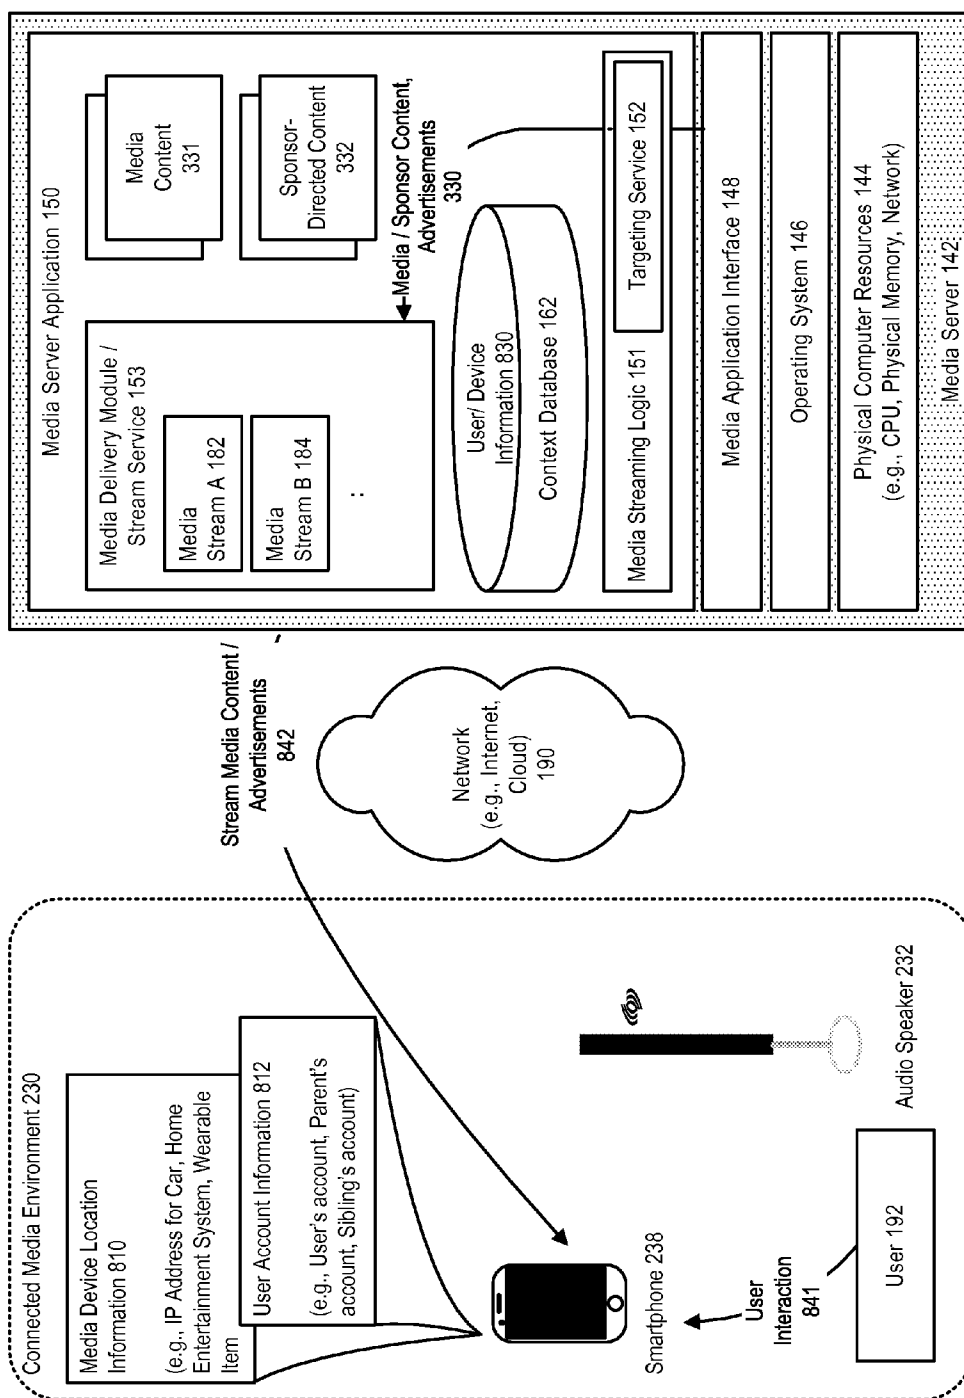 Connected Media Environment 230
Media Device Location
Information 810
(e.g., IP Address for Car, Home
Entertainment System, Wearable
Item
User Account Information 812
(e.g., User's account, Parent's
account, Sibling's account)
Smartphone 238
User
Interaction
841
User 192
Audio Speaker 232
Stream Media Content /
Advertisements
842
Network
(e.g., Internet,
Cloud)
190
Media Server Application 150
Media Delivery Module /
Stream Service 153
Media
Stream A 182
Media
Stream B 184
:
Media
Content
331
Sponsor-
Directed Content
332
Media / Sponsor Content,
Advertisements
330
User/ Device
Information 830
Context Database 162
Media Streaming Logic 151
Targeting Service 152
Media Application Interface 148
Operating System 146
Physical Computer Resources 144
(e.g., CPU, Physical Memory, Network)
Media Server 142